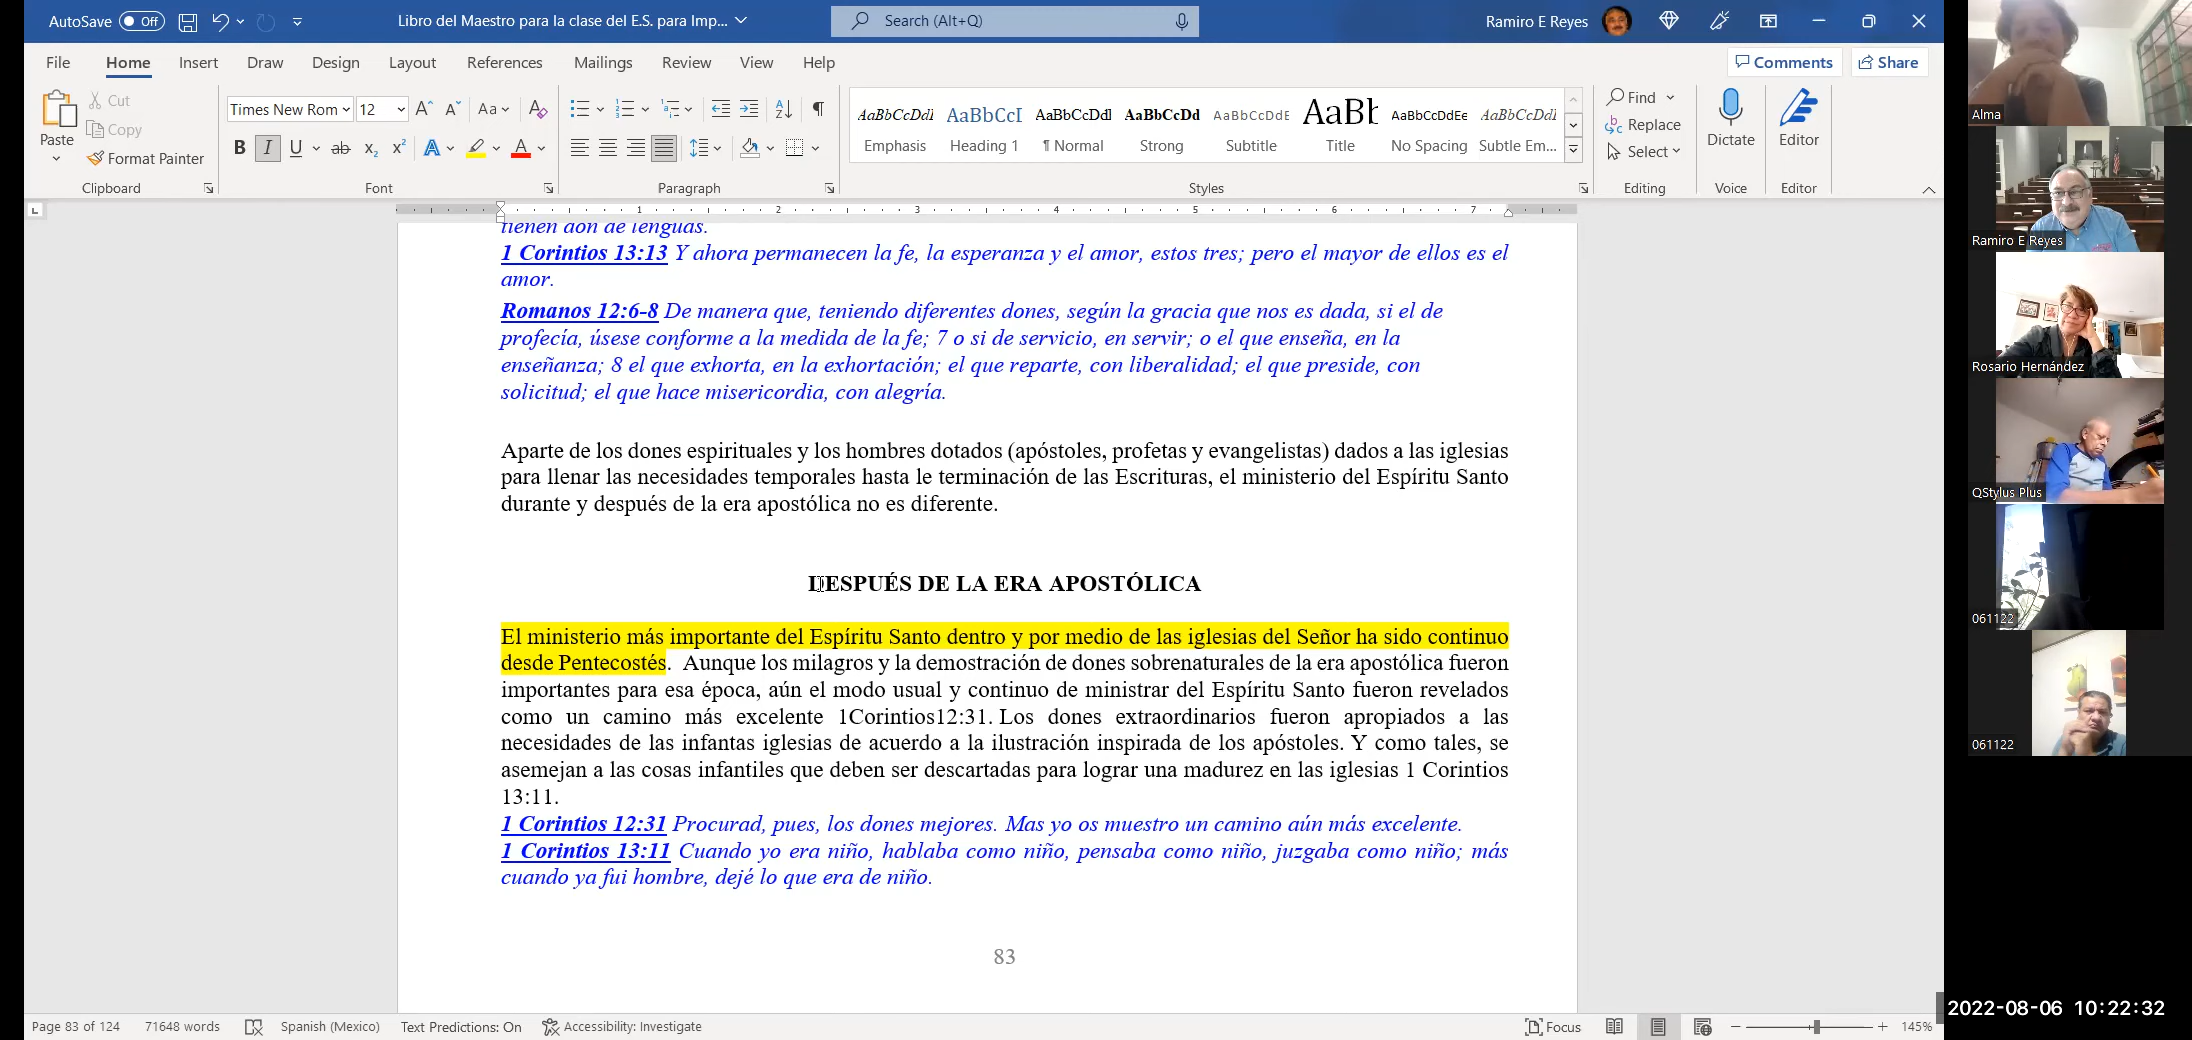 AutoSave Off Libro del Maestro para la clase del E.S. para Imp... Search (Alt+Q) Ramiro E Reyes
File Home Insert Draw Design Layout References Mailings Review View Help Comments Share
Paste Cut Copy Format Painter
Times New Rom 12 Aa
B I U ab x₂ x² A A
AaBbCcDdI AaBbCcI AaBbCcDdI AaBbCcDd AaBbCcDdE AaBb AaBbCcDdEe AaBbCcDdI
Emphasis Heading 1 ¶ Normal Strong Subtitle Title No Spacing Subtle Em...
Find Replace Select Dictate Editor
Clipboard Font Paragraph Styles Editing Voice Editor
1 2 3 4 5 6 7
tienen don de lenguas.
1 Corintios 13:13 Y ahora permanecen la fe, la esperanza y el amor, estos tres; pero el mayor de ellos es el
amor.
Romanos 12:6-8 De manera que, teniendo diferentes dones, según la gracia que nos es dada, si el de
profecía, úsese conforme a la medida de la fe; 7 o si de servicio, en servir; o el que enseña, en la
enseñanza; 8 el que exhorta, en la exhortación; el que reparte, con liberalidad; el que preside, con
solicitud; el que hace misericordia, con alegría.
Aparte de los dones espirituales y los hombres dotados (apóstoles, profetas y evangelistas) dados a las iglesias
para llenar las necesidades temporales hasta le terminación de las Escrituras, el ministerio del Espíritu Santo
durante y después de la era apostólica no es diferente.
DESPUÉS DE LA ERA APOSTÓLICA
El ministerio más importante del Espíritu Santo dentro y por medio de las iglesias del Señor ha sido continuo
desde Pentecostés. Aunque los milagros y la demostración de dones sobrenaturales de la era apostólica fueron
importantes para esa época, aún el modo usual y continuo de ministrar del Espíritu Santo fueron revelados
como un camino más excelente 1Corintios12:31. Los dones extraordinarios fueron apropiados a las
necesidades de las infantas iglesias de acuerdo a la ilustración inspirada de los apóstoles. Y como tales, se
asemejan a las cosas infantiles que deben ser descartadas para lograr una madurez en las iglesias 1 Corintios
13:11.
1 Corintios 12:31 Procurad, pues, los dones mejores. Mas yo os muestro un camino aún más excelente.
1 Corintios 13:11 Cuando yo era niño, hablaba como niño, pensaba como niño, juzgaba como niño; más
cuando ya fui hombre, dejé lo que era de niño.
83
Page 83 of 124 71648 words Spanish (Mexico) Text Predictions: On Accessibility: Investigate Focus 145%
Alma
Ramiro E Reyes
Rosario Hernández
QStylus Plus
061122
061122
2022-08-06 10:22:32